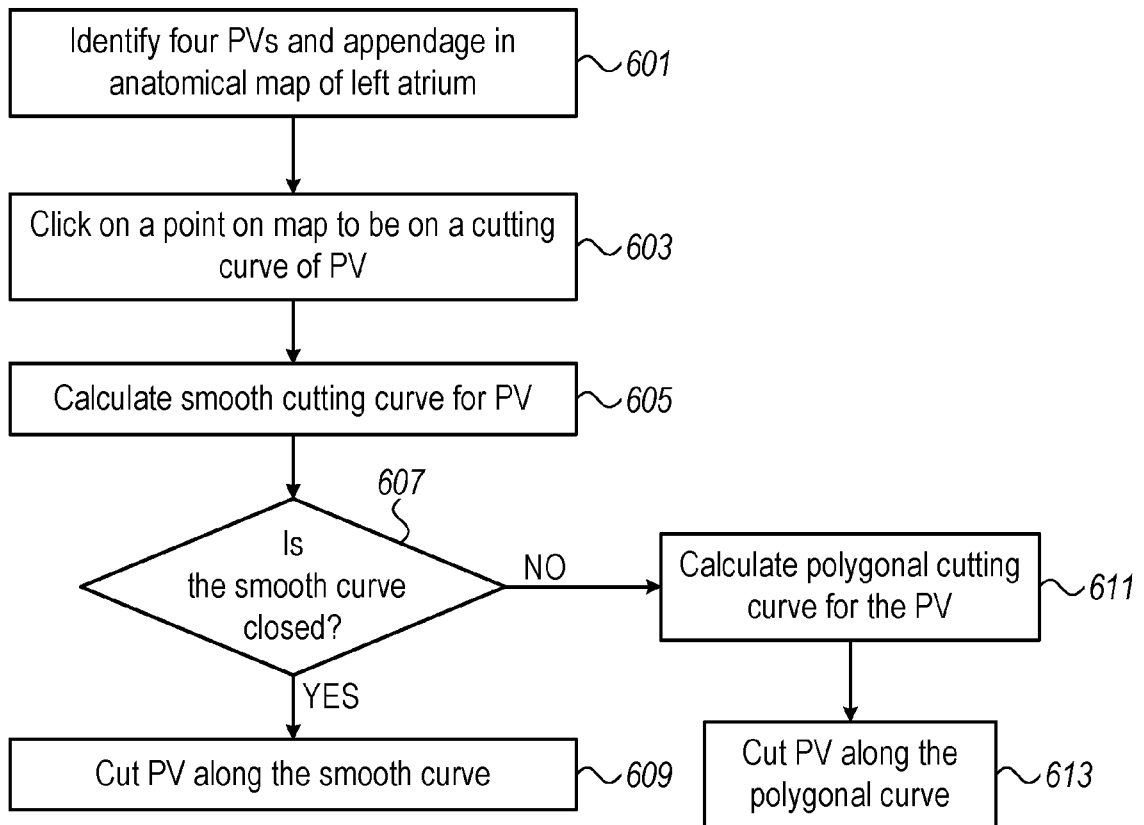 Identify four PVs and appendage in
anatomical map of left atrium
601
Click on a point on map to be on a cutting
curve of PV
603
Calculate smooth cutting curve for PV
605
607
Is
the smooth curve
closed?
NO
Calculate polygonal cutting
curve for the PV
611
YES
Cut PV along the smooth curve
609
Cut PV along the
polygonal curve
613